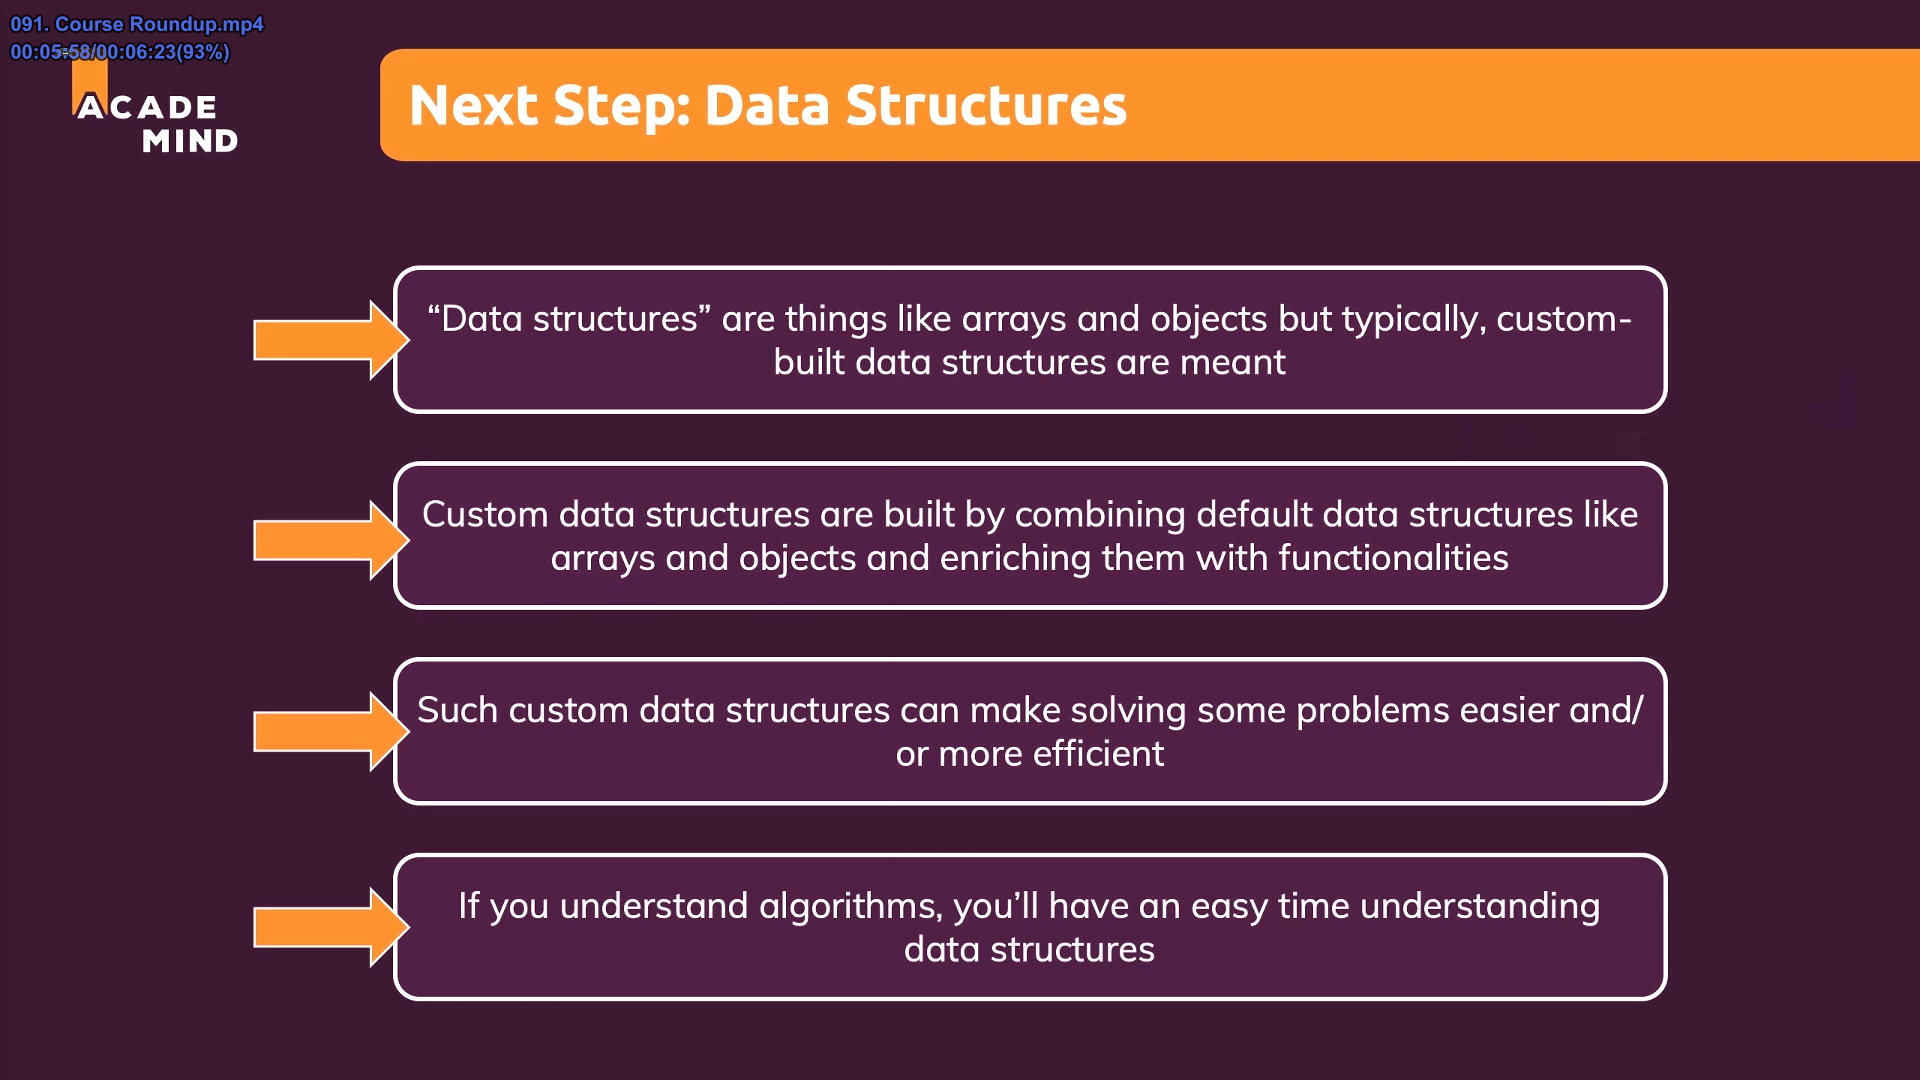 091. Course Roundup.mp4
00:05:58/00:06:23(93%)
ACADE
MIND
Next Step: Data Structures
“Data structures” are things like arrays and objects but typically, custom-
built data structures are meant
Custom data structures are built by combining default data structures like
arrays and objects and enriching them with functionalities
Such custom data structures can make solving some problems easier and/
or more efficient
If you understand algorithms, you’ll have an easy time understanding
data structures